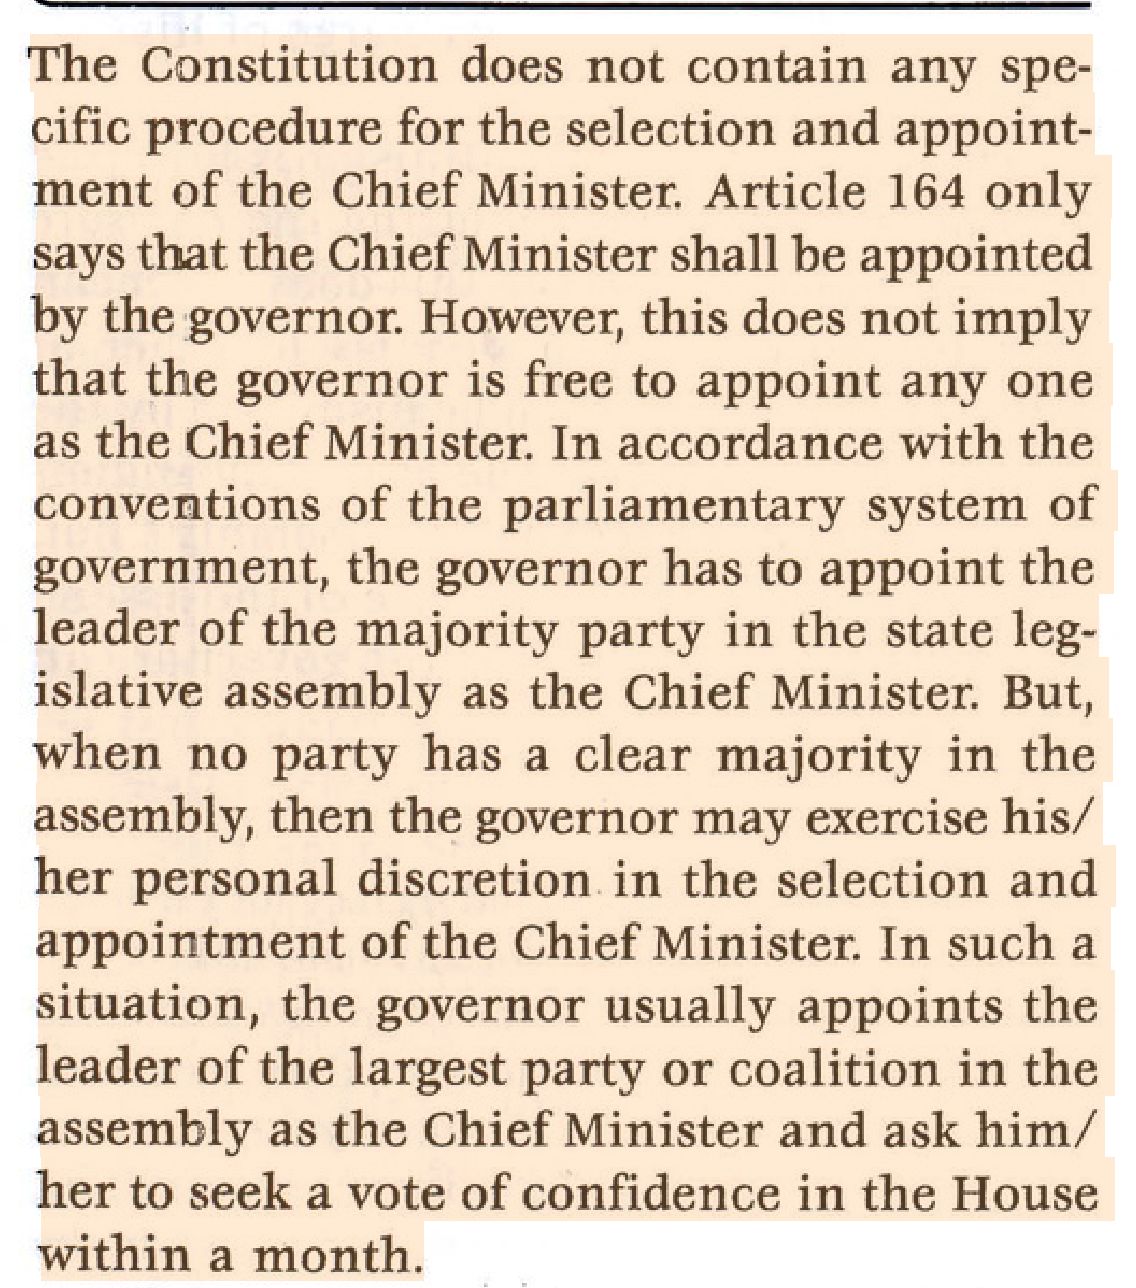 The Constitution does not contain any spe-
cific procedure for the selection and appoint-
ment of the Chief Minister. Article 164 only
says that the Chief Minister shall be appointed
by the governor. However, this does not imply
that the governor is free to appoint any one
as the Chief Minister. In accordance with the
conventions of the parliamentary system of
government, the governor has to appoint the
leader of the majority party in the state leg-
islative assembly as the Chief Minister. But,
when no party has a clear majority in the
assembly, then the governor may exercise his/
her personal discretion in the selection and
appointment of the Chief Minister. In such a
situation, the governor usually appoints the
leader of the largest party or coalition in the
assembly as the Chief Minister and ask him/
her to seek a vote of confidence in the House
within a month.